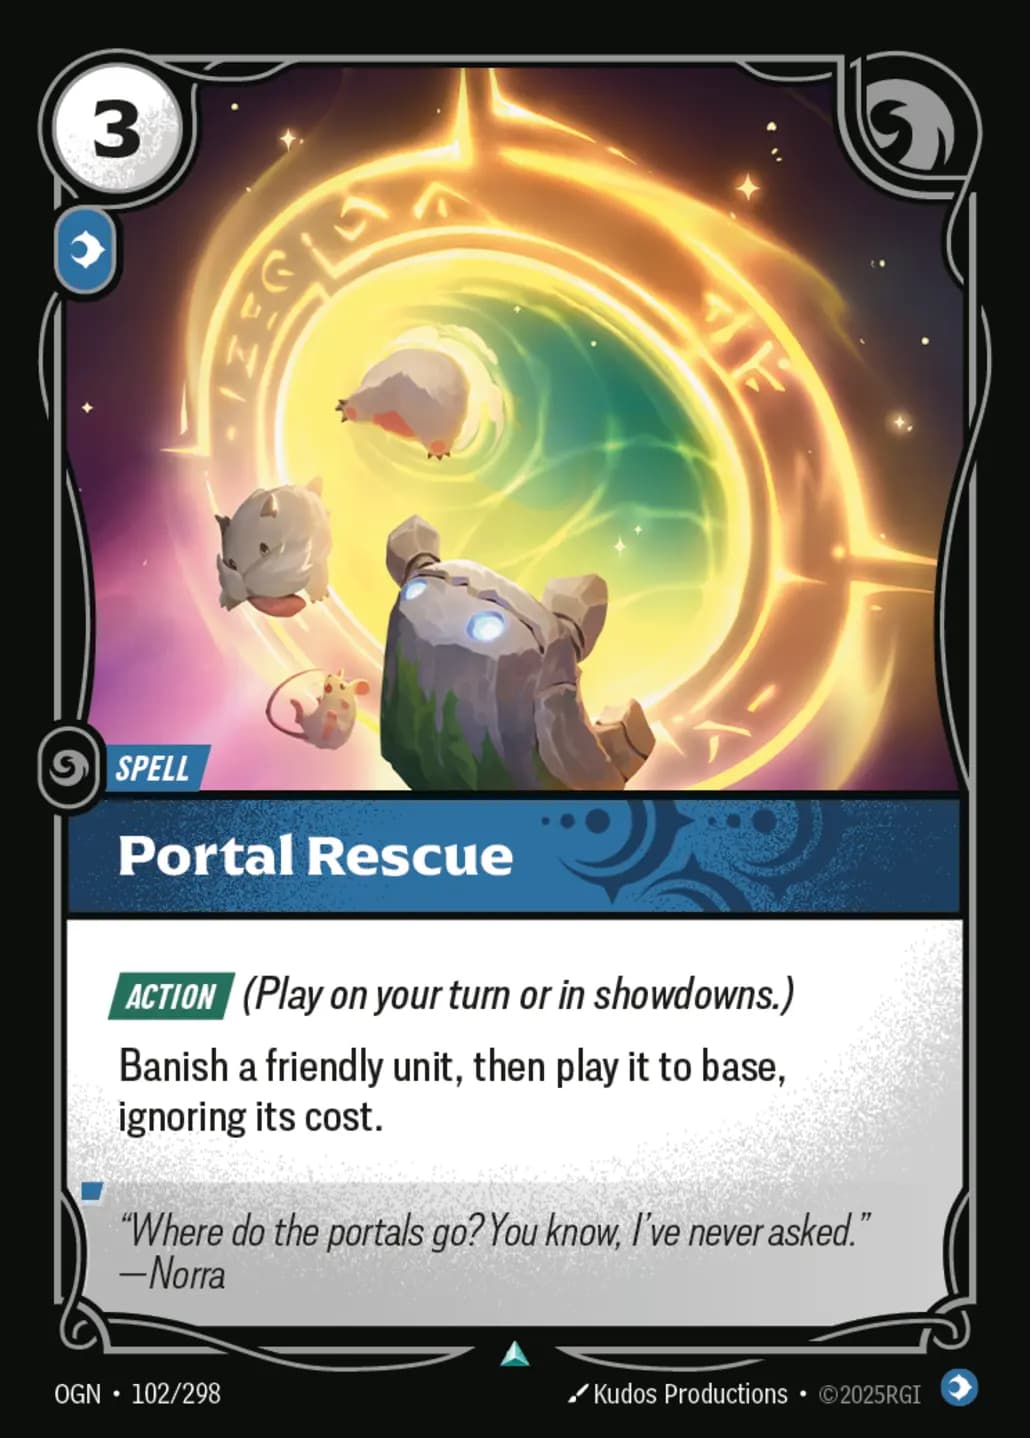 3
SPELL
Portal Rescue
ACTION (Play on your turn or in showdowns.)
Banish a friendly unit, then play it to base,
ignoring its cost.
“Where do the portals go? You know, I’ve never asked.”
—Norra
OGN • 102/298
Kudos Productions • ©2025RGI